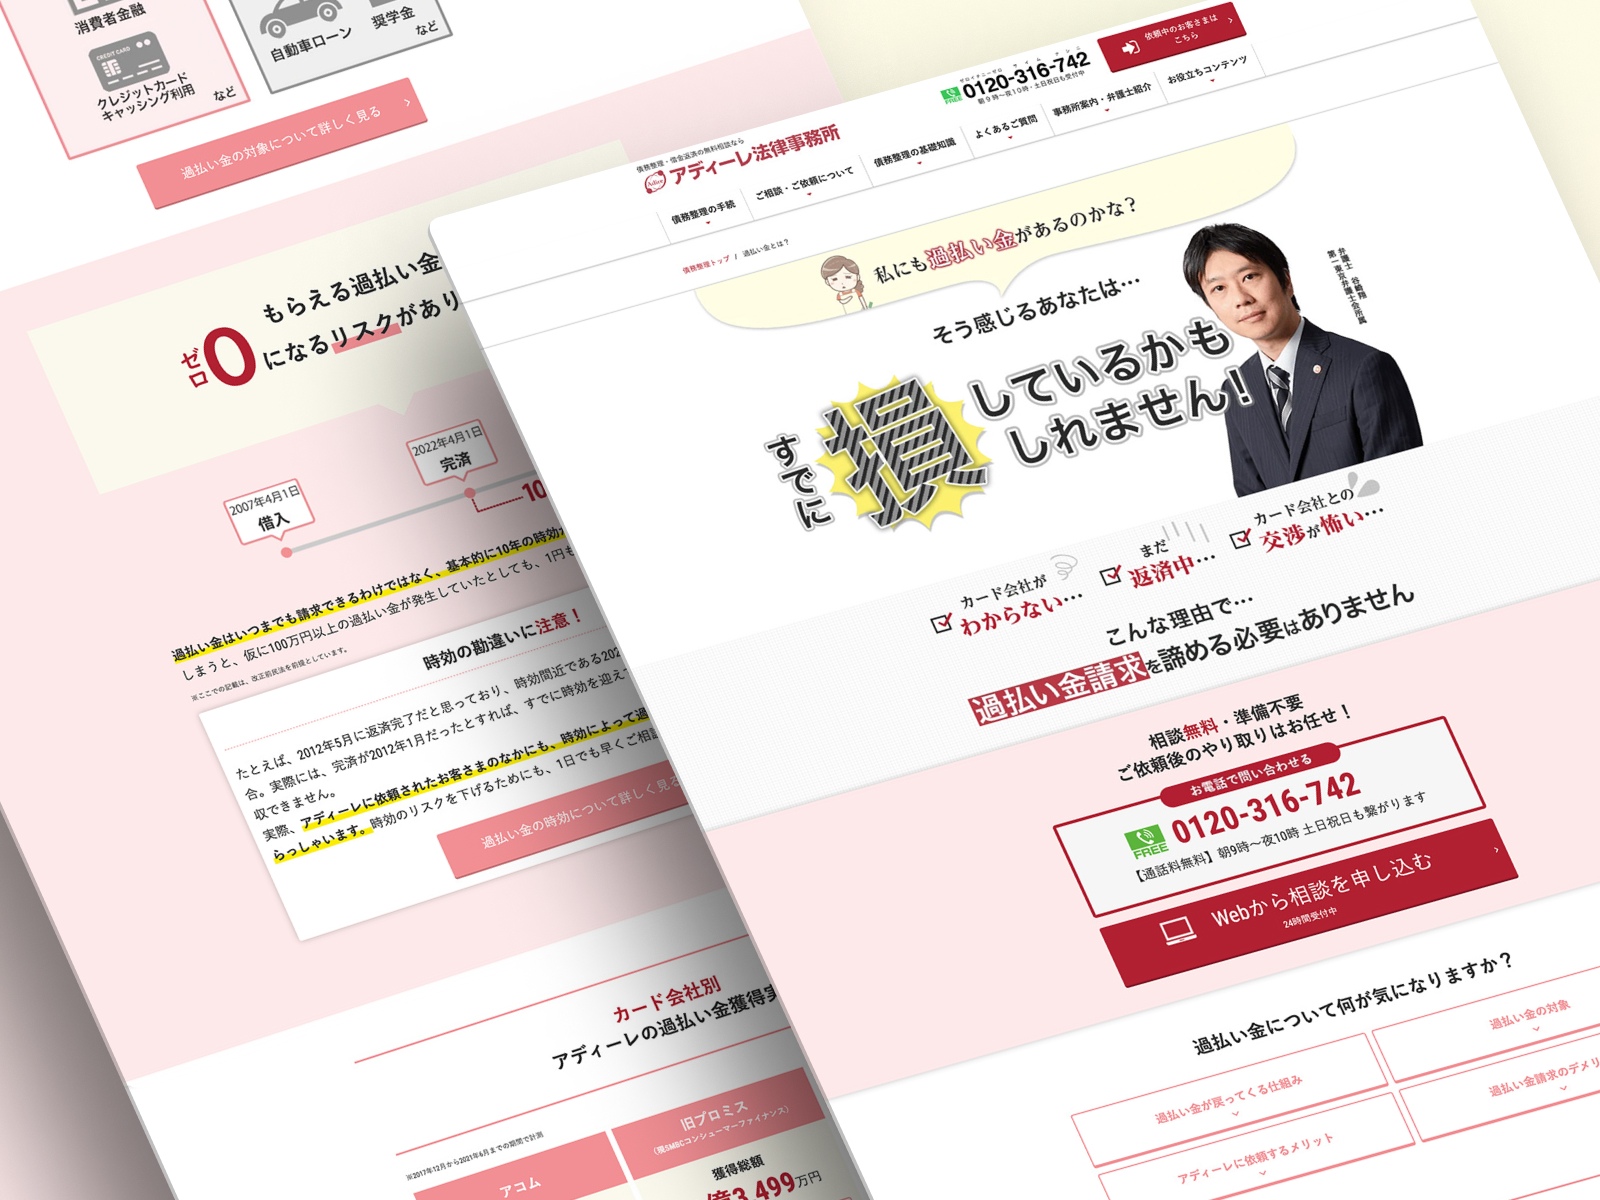 消費者金融
CREDIT CARD
クレジットカード
キャッシング利用
など
自動車ローン
奨学金
など
過払い金の対象について詳しく見る
もらえる過払い金
ゼロ
0になるリスクがあり
2007年4月1日
借入
2022年4月1日
完済
10
過払い金はいつまでも請求できるわけではなく、基本的に10年の時効が
しまうと、仮に100万円以上の過払い金が発生していたとしても、1円も
※ここでの記載は、改正前民法を前提としています。
時効の勘違いに注意！
たとえば、2012年5月に返済完了だと思っており、時効間近である202
合。実際には、完済が2012年1月だったとすれば、すでに時効を迎えて
収できません。
実際、アディーレに依頼されたお客さまのなかにも、時効によって過
らっしゃいます。時効のリスクを下げるためにも、1日でも早くご相談
過払い金の時効について詳しく見る
カード会社別
アディーレの過払い金獲得実
※2017年12月から2021年6月までの期間で計測
アコム
旧プロミス
（現SMBCコンシューマーファイナンス）
獲得総額
億3,499万円
債務整理・借金返済の無料相談なら
Adire
アディーレ法律事務所
FREE
0120-316-742
朝9時〜夜10時・土日祝日も受付中
依頼中のお客さまは
こちら
債務整理の手続
ご相談・ご依頼について
債務整理の基礎知識
よくあるご質問
事務所案内・弁護士紹介
お役立ちコンテンツ
債務整理トップ / 過払い金とは？
私にも過払い金があるのかな？
そう感じるあなたは…
すでに
損
しているかも
しれません！
弁護士 谷崎翔
第一東京弁護士会所属
カード会社が
わからない…
まだ
返済中…
カード会社との
交渉が怖い…
こんな理由で…
過払い金請求を諦める必要はありません
相談無料・準備不要
ご依頼後のやり取りはお任せ！
お電話で問い合わせる
FREE
0120-316-742
【通話料無料】朝9時〜夜10時 土日祝日も繋がります
Webから相談を申し込む
24時間受付中
過払い金について何が気になりますか？
過払い金が戻ってくる仕組み
過払い金の対象
アディーレに依頼するメリット
過払い金請求のデメリ